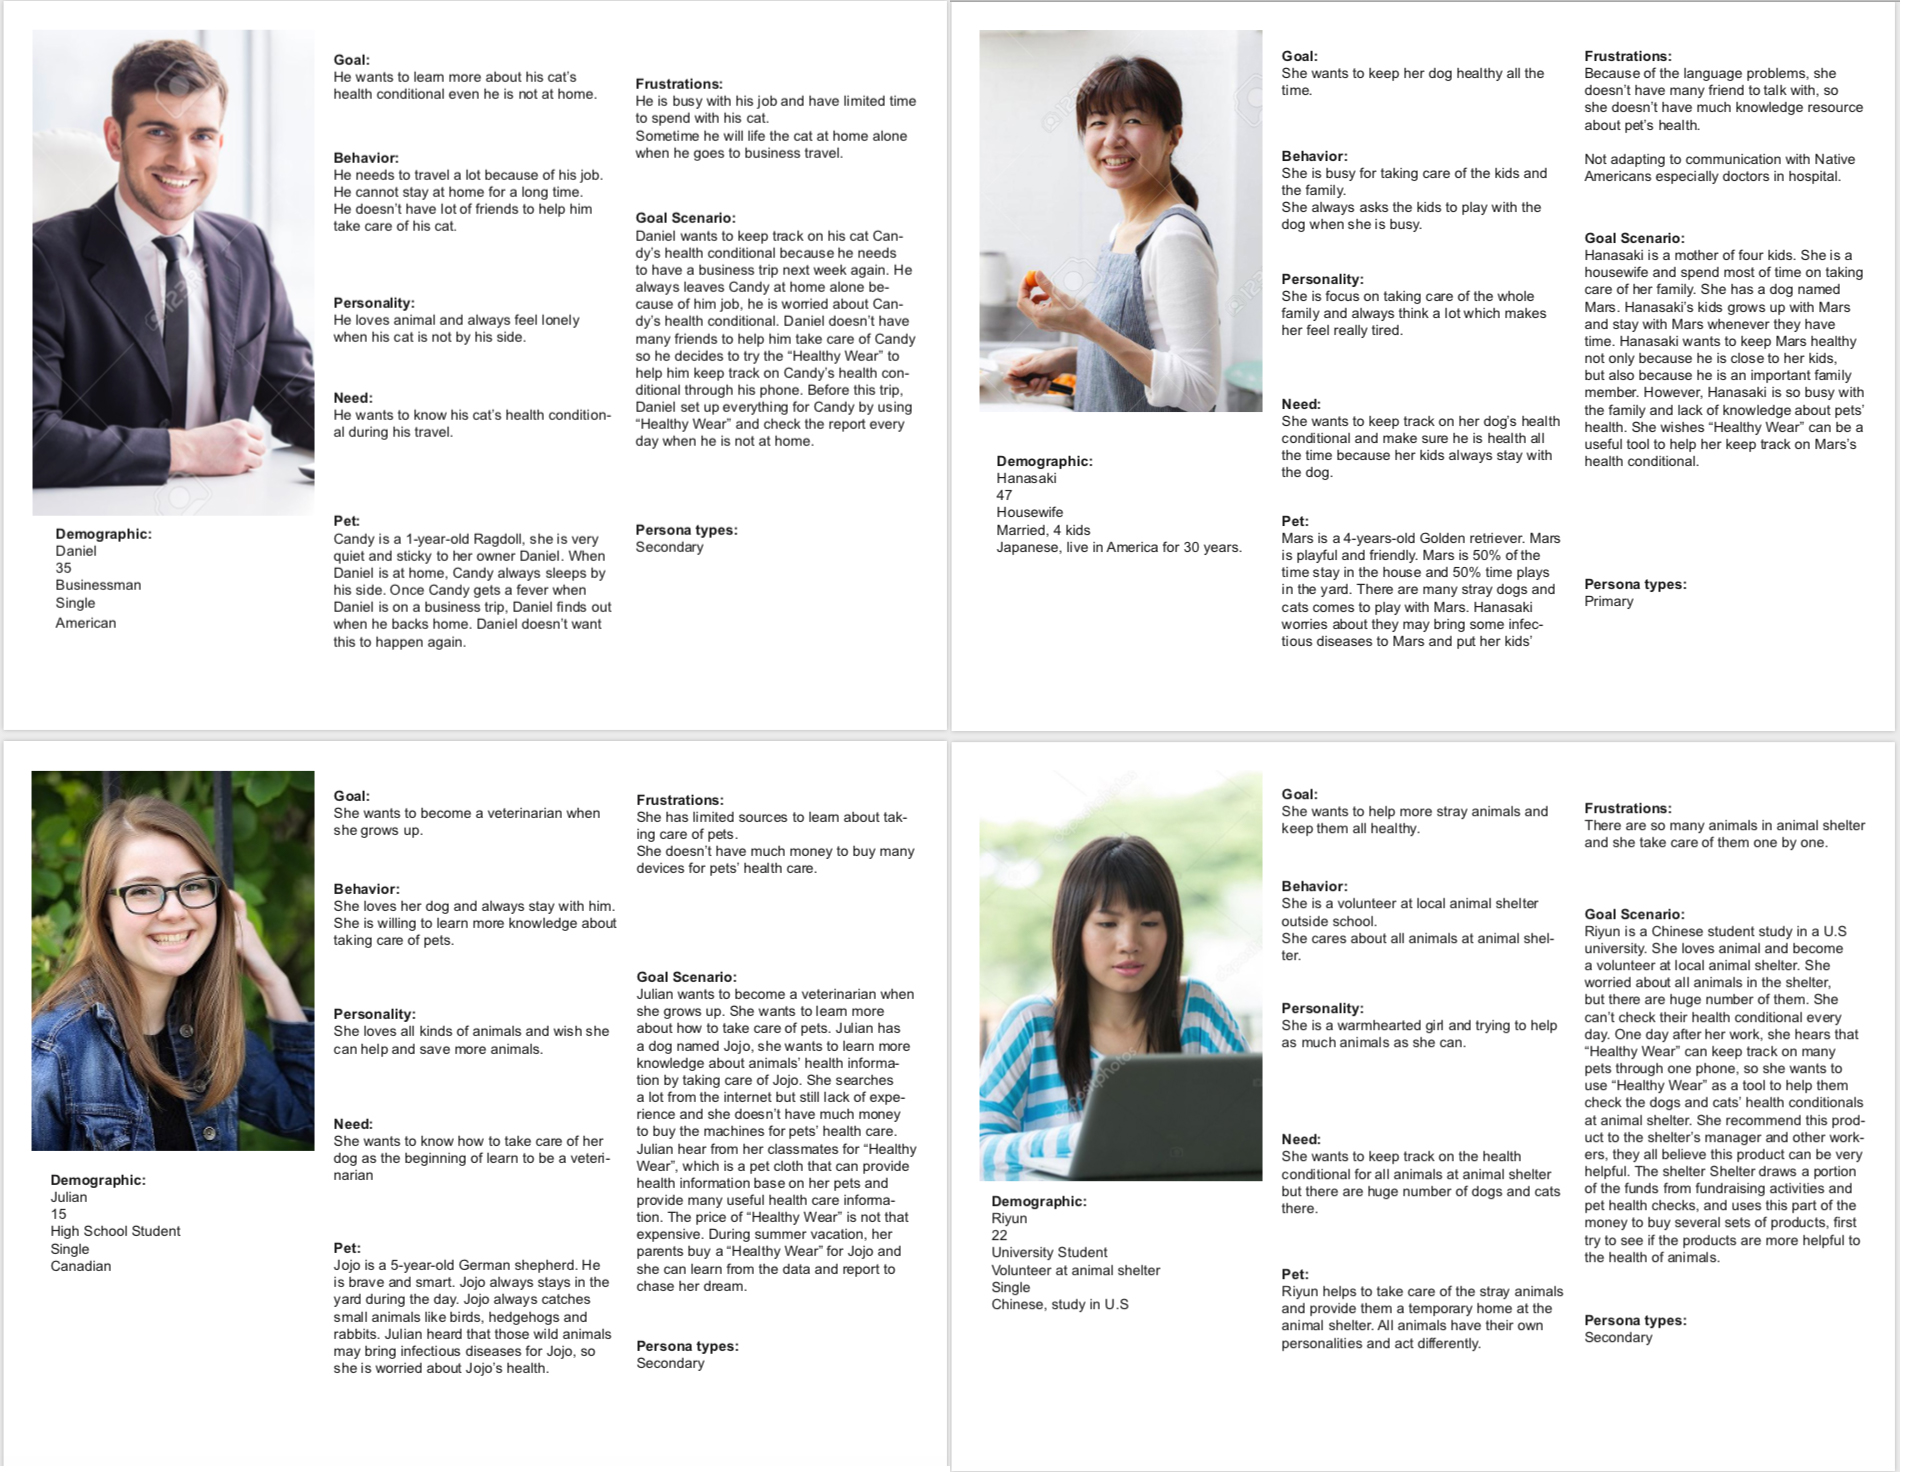 Goal:
He wants to learn more about his cat's
health conditional even he is not at home.
Behavior:
He needs to travel a lot because of his job.
He cannot stay at home for a long time.
He doesn't have lot of friends to help him
take care of his cat.
Personality:
He loves animal and always feel lonely
when his cat is not by his side.
Need:
He wants to know his cat's health condition-
al during his travel.
Pet:
Candy is a 1-year-old Ragdoll, she is very
quiet and sticky to her owner Daniel. When
Daniel is at home, Candy always sleeps by
his side. Once Candy gets a fever when
Daniel is on a business trip, Daniel finds out
when he backs home. Daniel doesn't want
this to happen again.
Frustrations:
He is busy with his job and have limited time
to spend with his cat.
Sometime he will life the cat at home alone
when he goes to business travel.
Goal Scenario:
Daniel wants to keep track on his cat Can-
dy's health conditional because he needs
to have a business trip next week again. He
always leaves Candy at home alone be-
cause of him job, he is worried about Can-
dy's health conditional. Daniel doesn't have
many friends to help him take care of Candy
so he decides to try the “Healthy Wear” to
help him keep track on Candy's health con-
ditional through his phone. Before this trip,
Daniel set up everything for Candy by using
“Healthy Wear” and check the report every
day when he is not at home.
Persona types:
Secondary
Demographic:
Daniel
35
Businessman
Single
American
Goal:
She wants to keep her dog healthy all the
time.
Behavior:
She is busy for taking care of the kids and
the family.
She always asks the kids to play with the
dog when she is busy.
Personality:
She is focus on taking care of the whole
family and always think a lot which makes
her feel really tired.
Need:
She wants to keep track on her dog's health
conditional and make sure he is health all
the time because her kids always stay with
the dog.
Pet:
Mars is a 4-years-old Golden retriever. Mars
is playful and friendly. Mars is 50% of the
time stay in the house and 50% time plays
in the yard. There are many stray dogs and
cats comes to play with Mars. Hanasaki
worries about they may bring some infec-
tious diseases to Mars and put her kids'
Frustrations:
Because of the language problems, she
doesn't have many friend to talk with, so
she doesn't have much knowledge resource
about pet's health.
Not adapting to communication with Native
Americans especially doctors in hospital.
Goal Scenario:
Hanasaki is a mother of four kids. She is a
housewife and spend most of time on taking
care of her family. She has a dog named
Mars. Hanasaki's kids grows up with Mars
and stay with Mars whenever they have
time. Hanasaki wants to keep Mars healthy
not only because he is close to her kids,
but also because he is an important family
member. However, Hanasaki is so busy with
the family and lack of knowledge about pets'
health. She wishes “Healthy Wear” can be a
useful tool to help her keep track on Mars's
health conditional.
Persona types:
Primary
Demographic:
Hanasaki
47
Housewife
Married, 4 kids
Japanese, live in America for 30 years.
Goal:
She wants to become a veterinarian when
she grows up.
Behavior:
She loves her dog and always stay with him.
She is willing to learn more knowledge about
taking care of pets.
Personality:
She loves all kinds of animals and wish she
can help and save more animals.
Need:
She wants to know how to take care of her
dog as the beginning of learn to be a veteri-
narian
Pet:
Jojo is a 5-year-old German shepherd. He
is brave and smart. Jojo always stays in the
yard during the day. Jojo always catches
small animals like birds, hedgehogs and
rabbits. Julian heard that those wild animals
may bring infectious diseases for Jojo, so
she is worried about Jojo's health.
Frustrations:
She has limited sources to learn about tak-
ing care of pets.
She doesn't have much money to buy many
devices for pets' health care.
Goal Scenario:
Julian wants to become a veterinarian when
she grows up. She wants to learn more
about how to take care of pets. Julian has
a dog named Jojo, she wants to learn more
knowledge about animals' health informa-
tion by taking care of Jojo. She searches
a lot from the internet but still lack of expe-
rience and she doesn't have much money
to buy the machines for pets' health care.
Julian hear from her classmates for “Healthy
Wear”, which is a pet cloth that can provide
health information base on her pets and
provide many useful health care informa-
tion. The price of “Healthy Wear” is not that
expensive. During summer vacation, her
parents buy a “Healthy Wear” for Jojo and
she can learn from the data and report to
chase her dream.
Persona types:
Secondary
Demographic:
Julian
15
High School Student
Single
Canadian
Goal:
She wants to help more stray animals and
keep them all healthy.
Behavior:
She is a volunteer at local animal shelter
outside school.
She cares about all animals at animal shel-
ter.
Personality:
She is a warmhearted girl and trying to help
as much animals as she can.
Need:
She wants to keep track on the health
conditional for all animals at animal shelter
but there are huge number of dogs and cats
there.
Pet:
Riyun helps to take care of the stray animals
and provide them a temporary home at the
animal shelter. All animals have their own
personalities and act differently.
Frustrations:
There are so many animals in animal shelter
and she take care of them one by one.
Goal Scenario:
Riyun is a Chinese student study in a U.S
university. She loves animal and become
a volunteer at local animal shelter. She
worried about all animals in the shelter,
but there are huge number of them. She
can't check their health conditional every
day. One day after her work, she hears that
“Healthy Wear” can keep track on many
pets through one phone, so she wants to
use “Healthy Wear” as a tool to help them
check the dogs and cats' health conditionals
at animal shelter. She recommend this prod-
uct to the shelter's manager and other work-
ers, they all believe this product can be very
helpful. The shelter Shelter draws a portion
of the funds from fundraising activities and
pet health checks, and uses this part of the
money to buy several sets of products, first
try to see if the products are more helpful to
the health of animals.
Persona types:
Secondary
Demographic:
Riyun
22
University Student
Volunteer at animal shelter
Single
Chinese, study in U.S